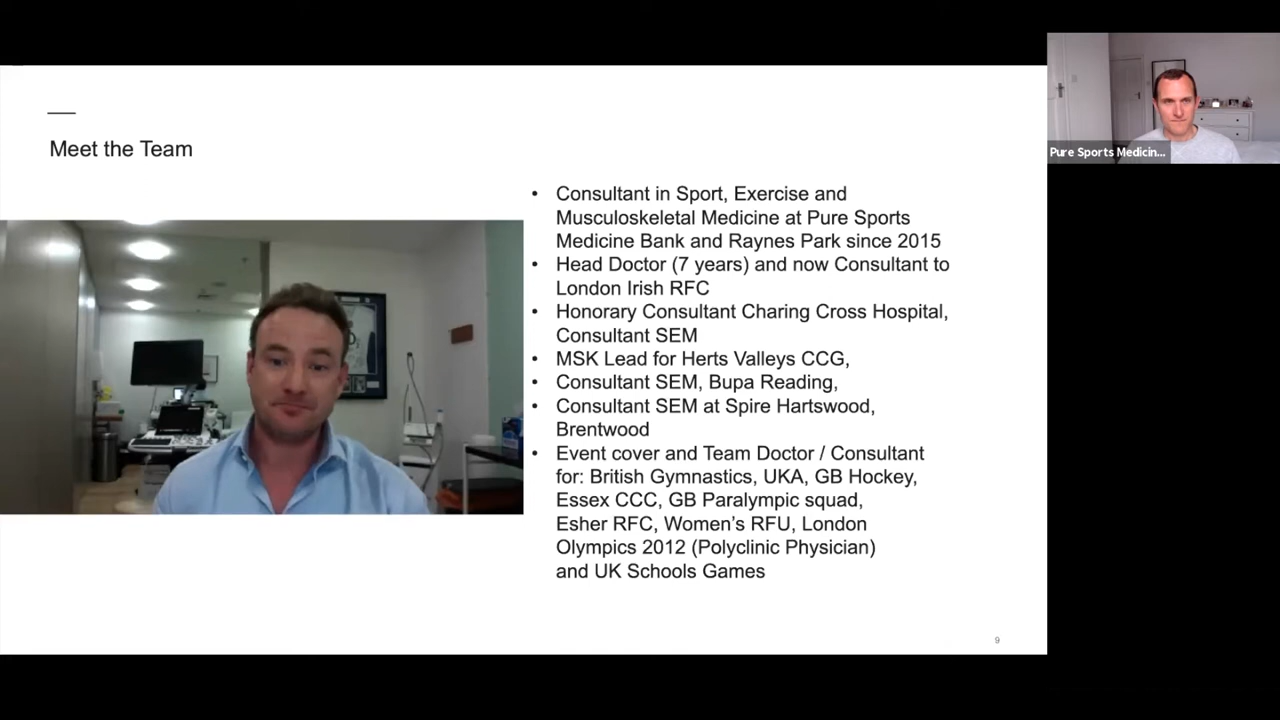 Meet the Team
• Consultant in Sport, Exercise and
Musculoskeletal Medicine at Pure Sports
Medicine Bank and Raynes Park since 2015
• Head Doctor (7 years) and now Consultant to
London Irish RFC
• Honorary Consultant Charing Cross Hospital,
Consultant SEM
• MSK Lead for Herts Valleys CCG,
• Consultant SEM, Bupa Reading,
• Consultant SEM at Spire Hartswood,
Brentwood
• Event cover and Team Doctor / Consultant
for: British Gymnastics, UKA, GB Hockey,
Essex CCC, GB Paralympic squad,
Esher RFC, Women’s RFU, London
Olympics 2012 (Polyclinic Physician)
and UK Schools Games
9
Pure Sports Medicin...